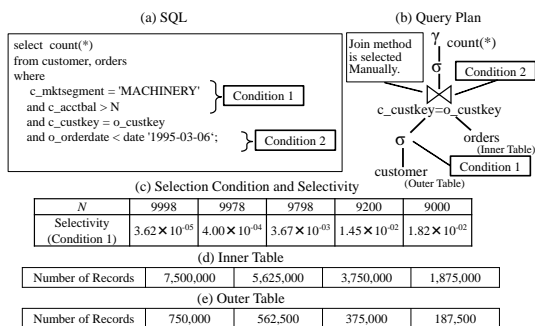 (a) SQL
select count(*)
from customer, orders
where
c_mktsegment = 'MACHINERY'
and c_acctbal > N
and c_custkey = o_custkey
and o_orderdate < date '1995-03-06‘;
Condition 1
Condition 2
(b) Query Plan
Join method
is selected
Manually.
γ
count(*)
σ
Condition 2
c_custkey=o_custkey
σ
orders
(Inner Table)
customer
(Outer Table)
Condition 1
(c) Selection Condition and Selectivity
N 9998 9978 9798 9200 9000
Selectivity (Condition 1) 3.62×10-05 4.00×10-04 3.67×10-03 1.45×10-02 1.82×10-02
(d) Inner Table
Number of Records 7,500,000 5,625,000 3,750,000 1,875,000
(e) Outer Table
Number of Records 750,000 562,500 375,000 187,500